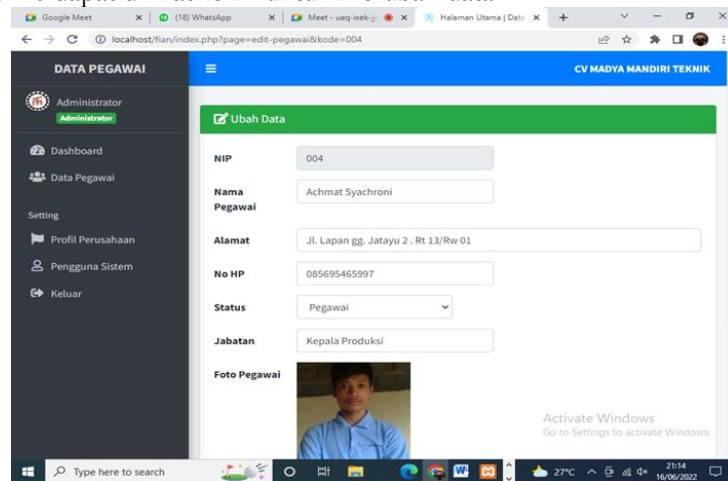 Google Meet
(18) WhatsApp
Meet - ueq-ixek-
Halaman Utama | Data
localhost/fian/index.php?page=edit-pegawai&kode=004
DATA PEGAWAI
CV MADYA MANDIRI TEKNIK
Administrator
Administrator
Ubah Data
Dashboard
NIP
004
Data Pegawai
Nama Pegawai
Achmat Syachroni
Setting
Profil Perusahaan
Alamat
Jl. Lapan gg. Jatayu 2 . Rt 13/Rw 01
Pengguna Sistem
No HP
085695465997
Keluar
Status
Pegawai
Jabatan
Kepala Produksi
Foto Pegawai
Activate Windows
Go to Settings to activate Windows.
Type here to search
27°C
21:14
16/06/2022